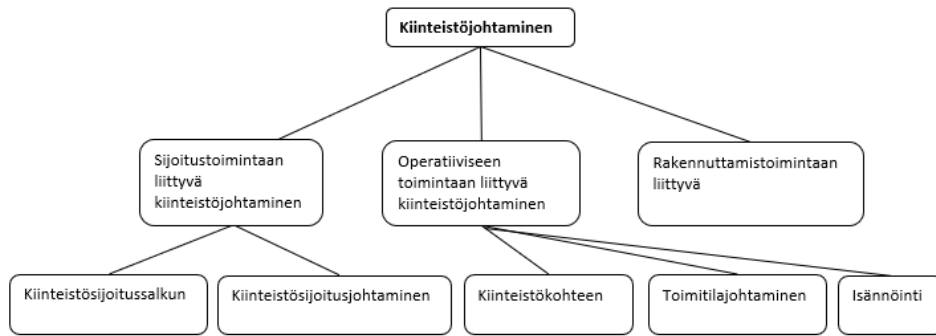 Kiinteistöjohtaminen
Sijoitustoimintaan
liittyvä
kiinteistöjohtaminen
Operatiiviseen
toimintaan liittyvä
kiinteistöjohtaminen
Rakennuttamistoimintaan
liittyvä
Kiinteistösijoitussalkun
Kiinteistösijoitusjohtaminen
Kiinteistökohteen
Toimitilajohtaminen
Isännöinti